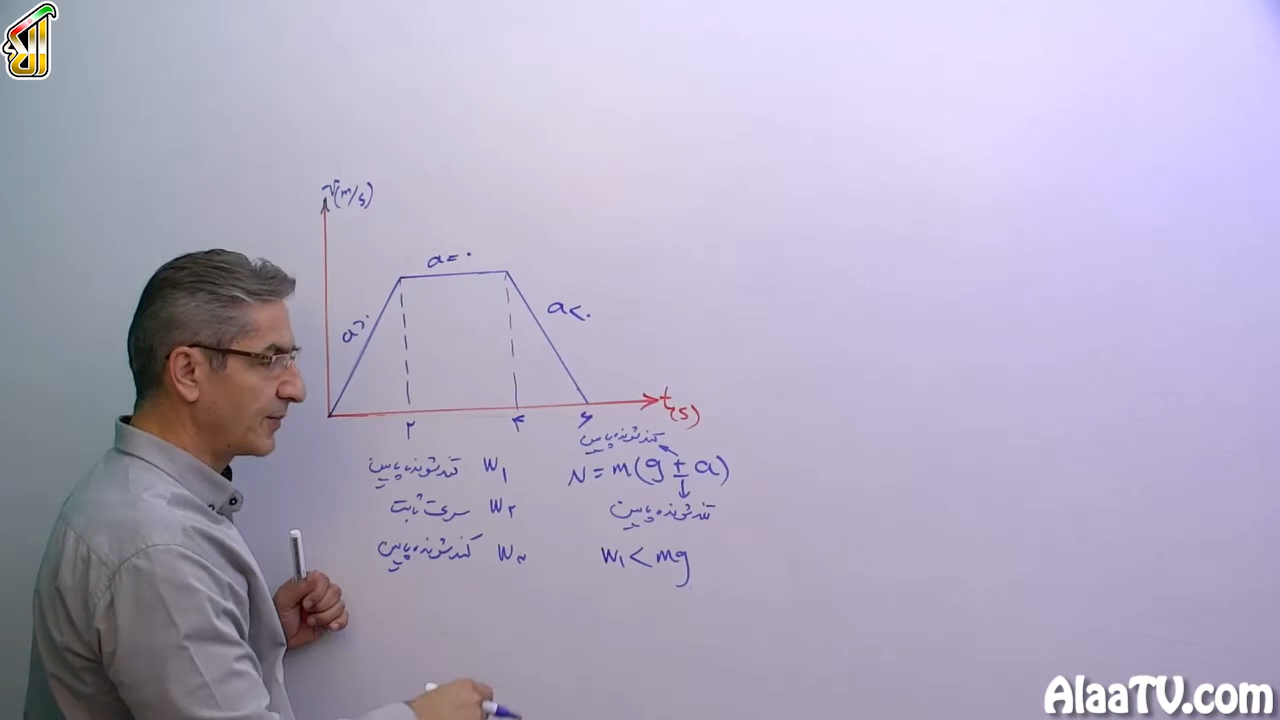 v(m/s)
a = ۰
a > ۰
a < ۰
۲ ۴ ۶
t(s)
کندشونده پایین
تندشونده پایین W۱
N = m(g ± a)
سرعت ثابت W۲
تندشونده پایین
کندشونده پایین W۳
W۱ < mg
AlaaTV.com